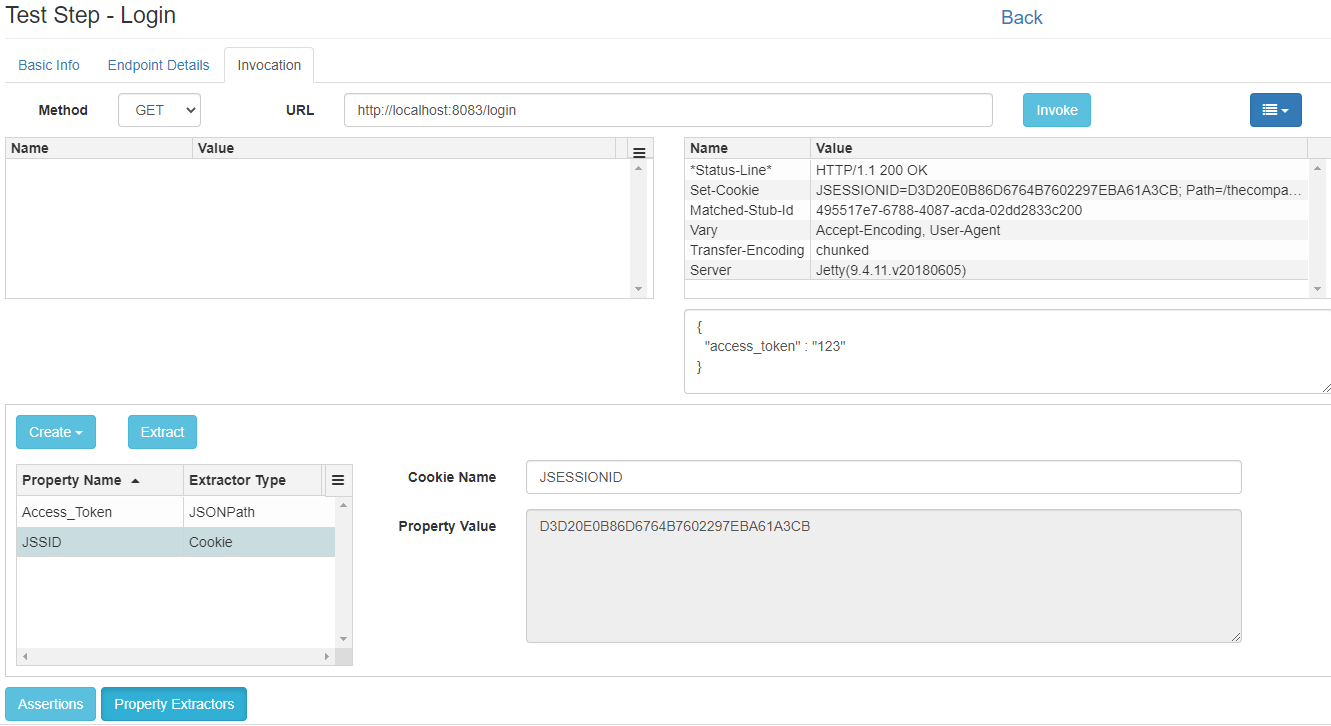 Test Step - Login
Back
Basic Info
Endpoint Details
Invocation
Method
GET
URL
http://localhost:8083/login
Invoke
Name Value
Name Value
*Status-Line* HTTP/1.1 200 OK
Set-Cookie JSESSIONID=D3D20E0B86D6764B7602297EBA61A3CB; Path=/thecompa…
Matched-Stub-Id 495517e7-6788-4087-acda-02dd2833c200
Vary Accept-Encoding, User-Agent
Transfer-Encoding chunked
Server Jetty(9.4.11.v20180605)
{
"access_token" : "123"
}
Create
Extract
Property Name Extractor Type
Access_Token JSONPath
JSSID Cookie
Cookie Name JSESSIONID
Property Value D3D20E0B86D6764B7602297EBA61A3CB
Assertions
Property Extractors